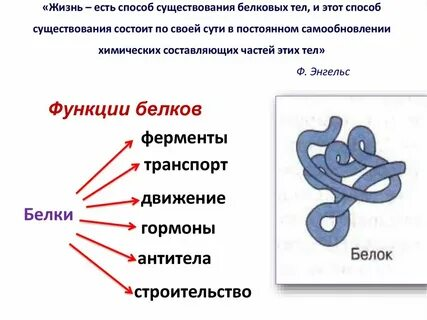 «Жизнь – есть способ существования белковых тел, и этот способ
существования состоит по своей сути в постоянном самообновлении
химических составляющих частей этих тел»
Ф. Энгельс
Функции белков
ферменты
транспорт
движение
Белки
гормоны
антитела
строительство
Белок